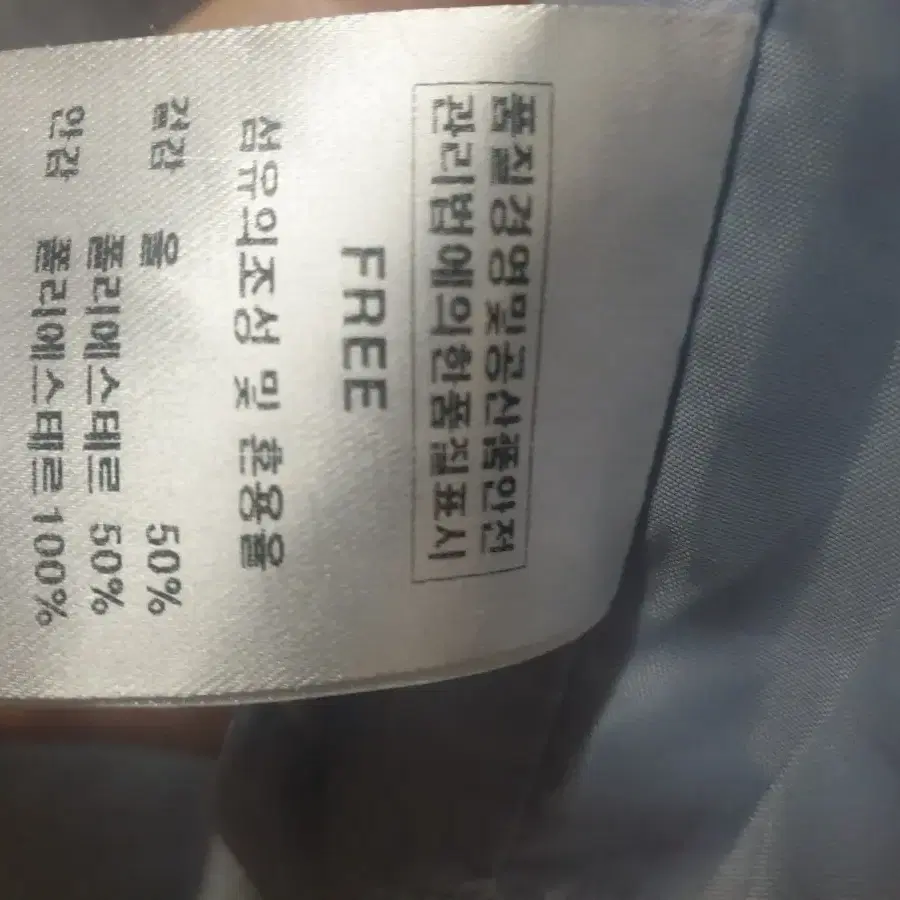 품질경영및공산품안전
관리법에의한품질표시
FREE
섬유의조성 및 혼용율
겉감 울 50%
폴리에스테르 50%
안감 폴리에스테르 100%